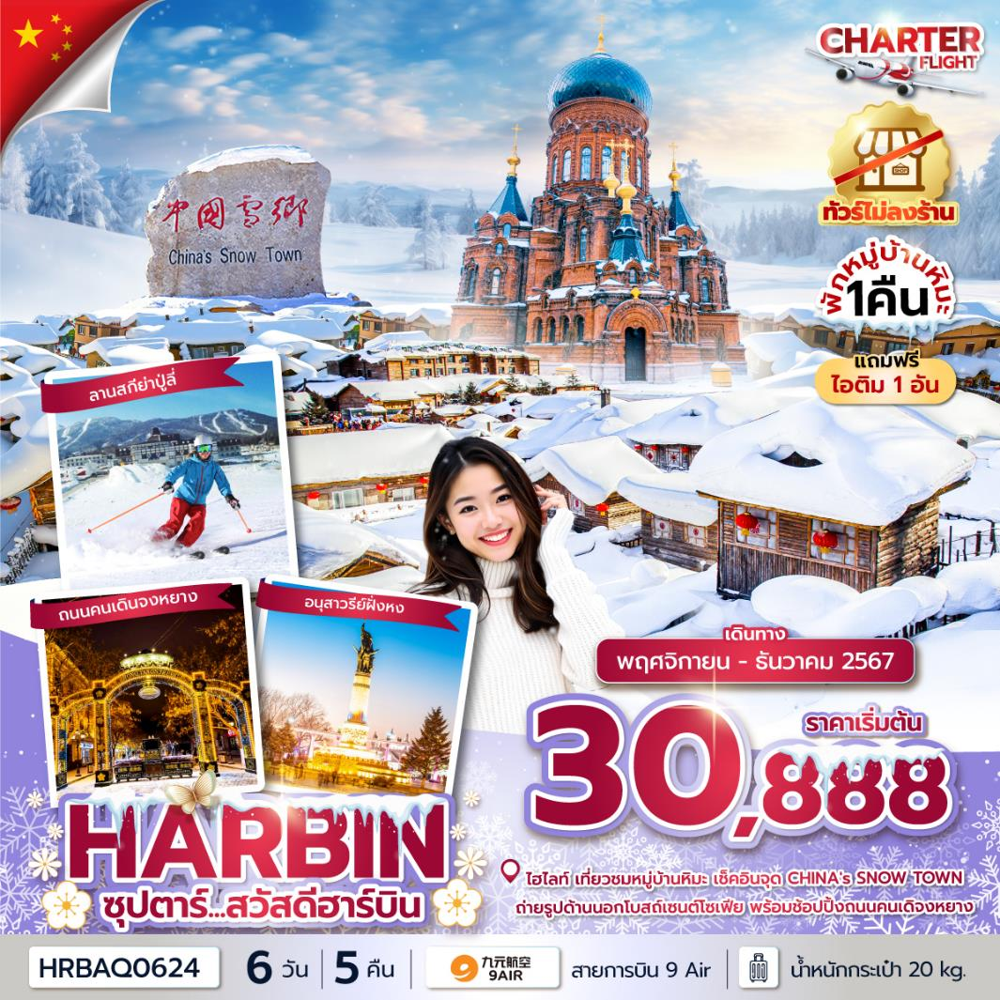 CHARTER
FLIGHT
SHOP
ทัวร์ไม่ลงร้าน
พักหมู่บ้านหิมะ
1คืน
แถมฟรี
ไอติม 1 อัน
中國雪鄉
China's Snow Town
ลานสกีย่าปู่ลี่
ถนนคนเดินจงหยาง
อนุสาวรีย์ฝั่งหง
เดินทาง
พฤศจิกายน - ธันวาคม 2567
ราคาเริ่มต้น
30,888
HARBIN
ซุปตาร์...สวัสดีฮาร์บิน
ไฮไลท์ เที่ยวชมหมู่บ้านหิมะ เช็คอินจุด CHINA's SNOW TOWN
ถ่ายรูปด้านนอกโบสถ์เซนต์โซเฟีย พร้อมช้อปปิ้งถนนคนเดิจงหยาง
HRBAQ0624
6 วัน
5 คืน
九元航空
9AIR
สายการบิน 9 Air
น้ำหนักกระเป๋า 20 kg.